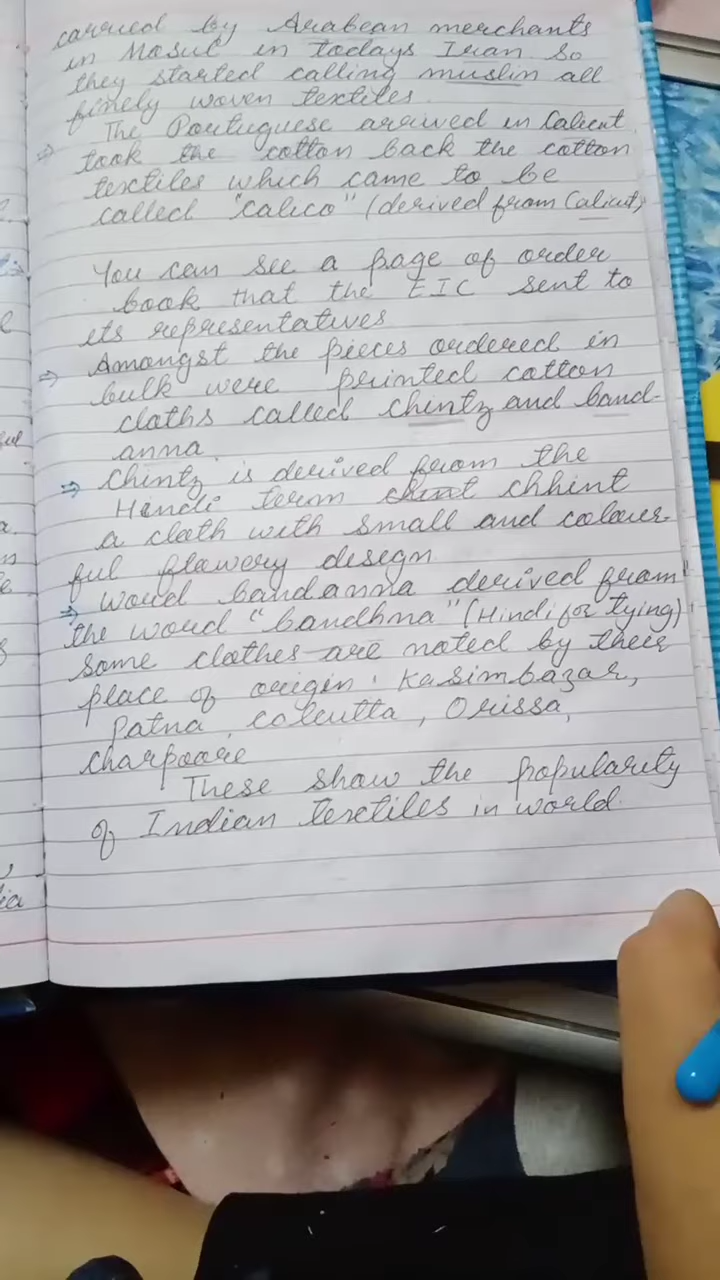 carried by Arabean merchants
in Mosul in todays Iran so
they started calling muslin all
finely woven textiles.
⇒ The Portuguese arrived in Calicut
took the cotton back the cotton
textiles which came to be
called "calico" (derived from Calicut)
You can see a page of order
book that the EIC sent to
its representatives
⇒ Amongst the pieces ordered in
bulk were printed cotton
cloths called chintz and band-
anna.
⇒ Chintz is derived from the
Hindi term chhint
a cloth with small and colour-
ful flowery design
⇒ word bandanna derived from
the word "bandhna" (Hindi for tying)
some clothes are noted by their
place of origin. Kasimbazar,
Patna, Colcutta, Orissa,
charpoore
These show the popularity
of Indian Textiles in world.